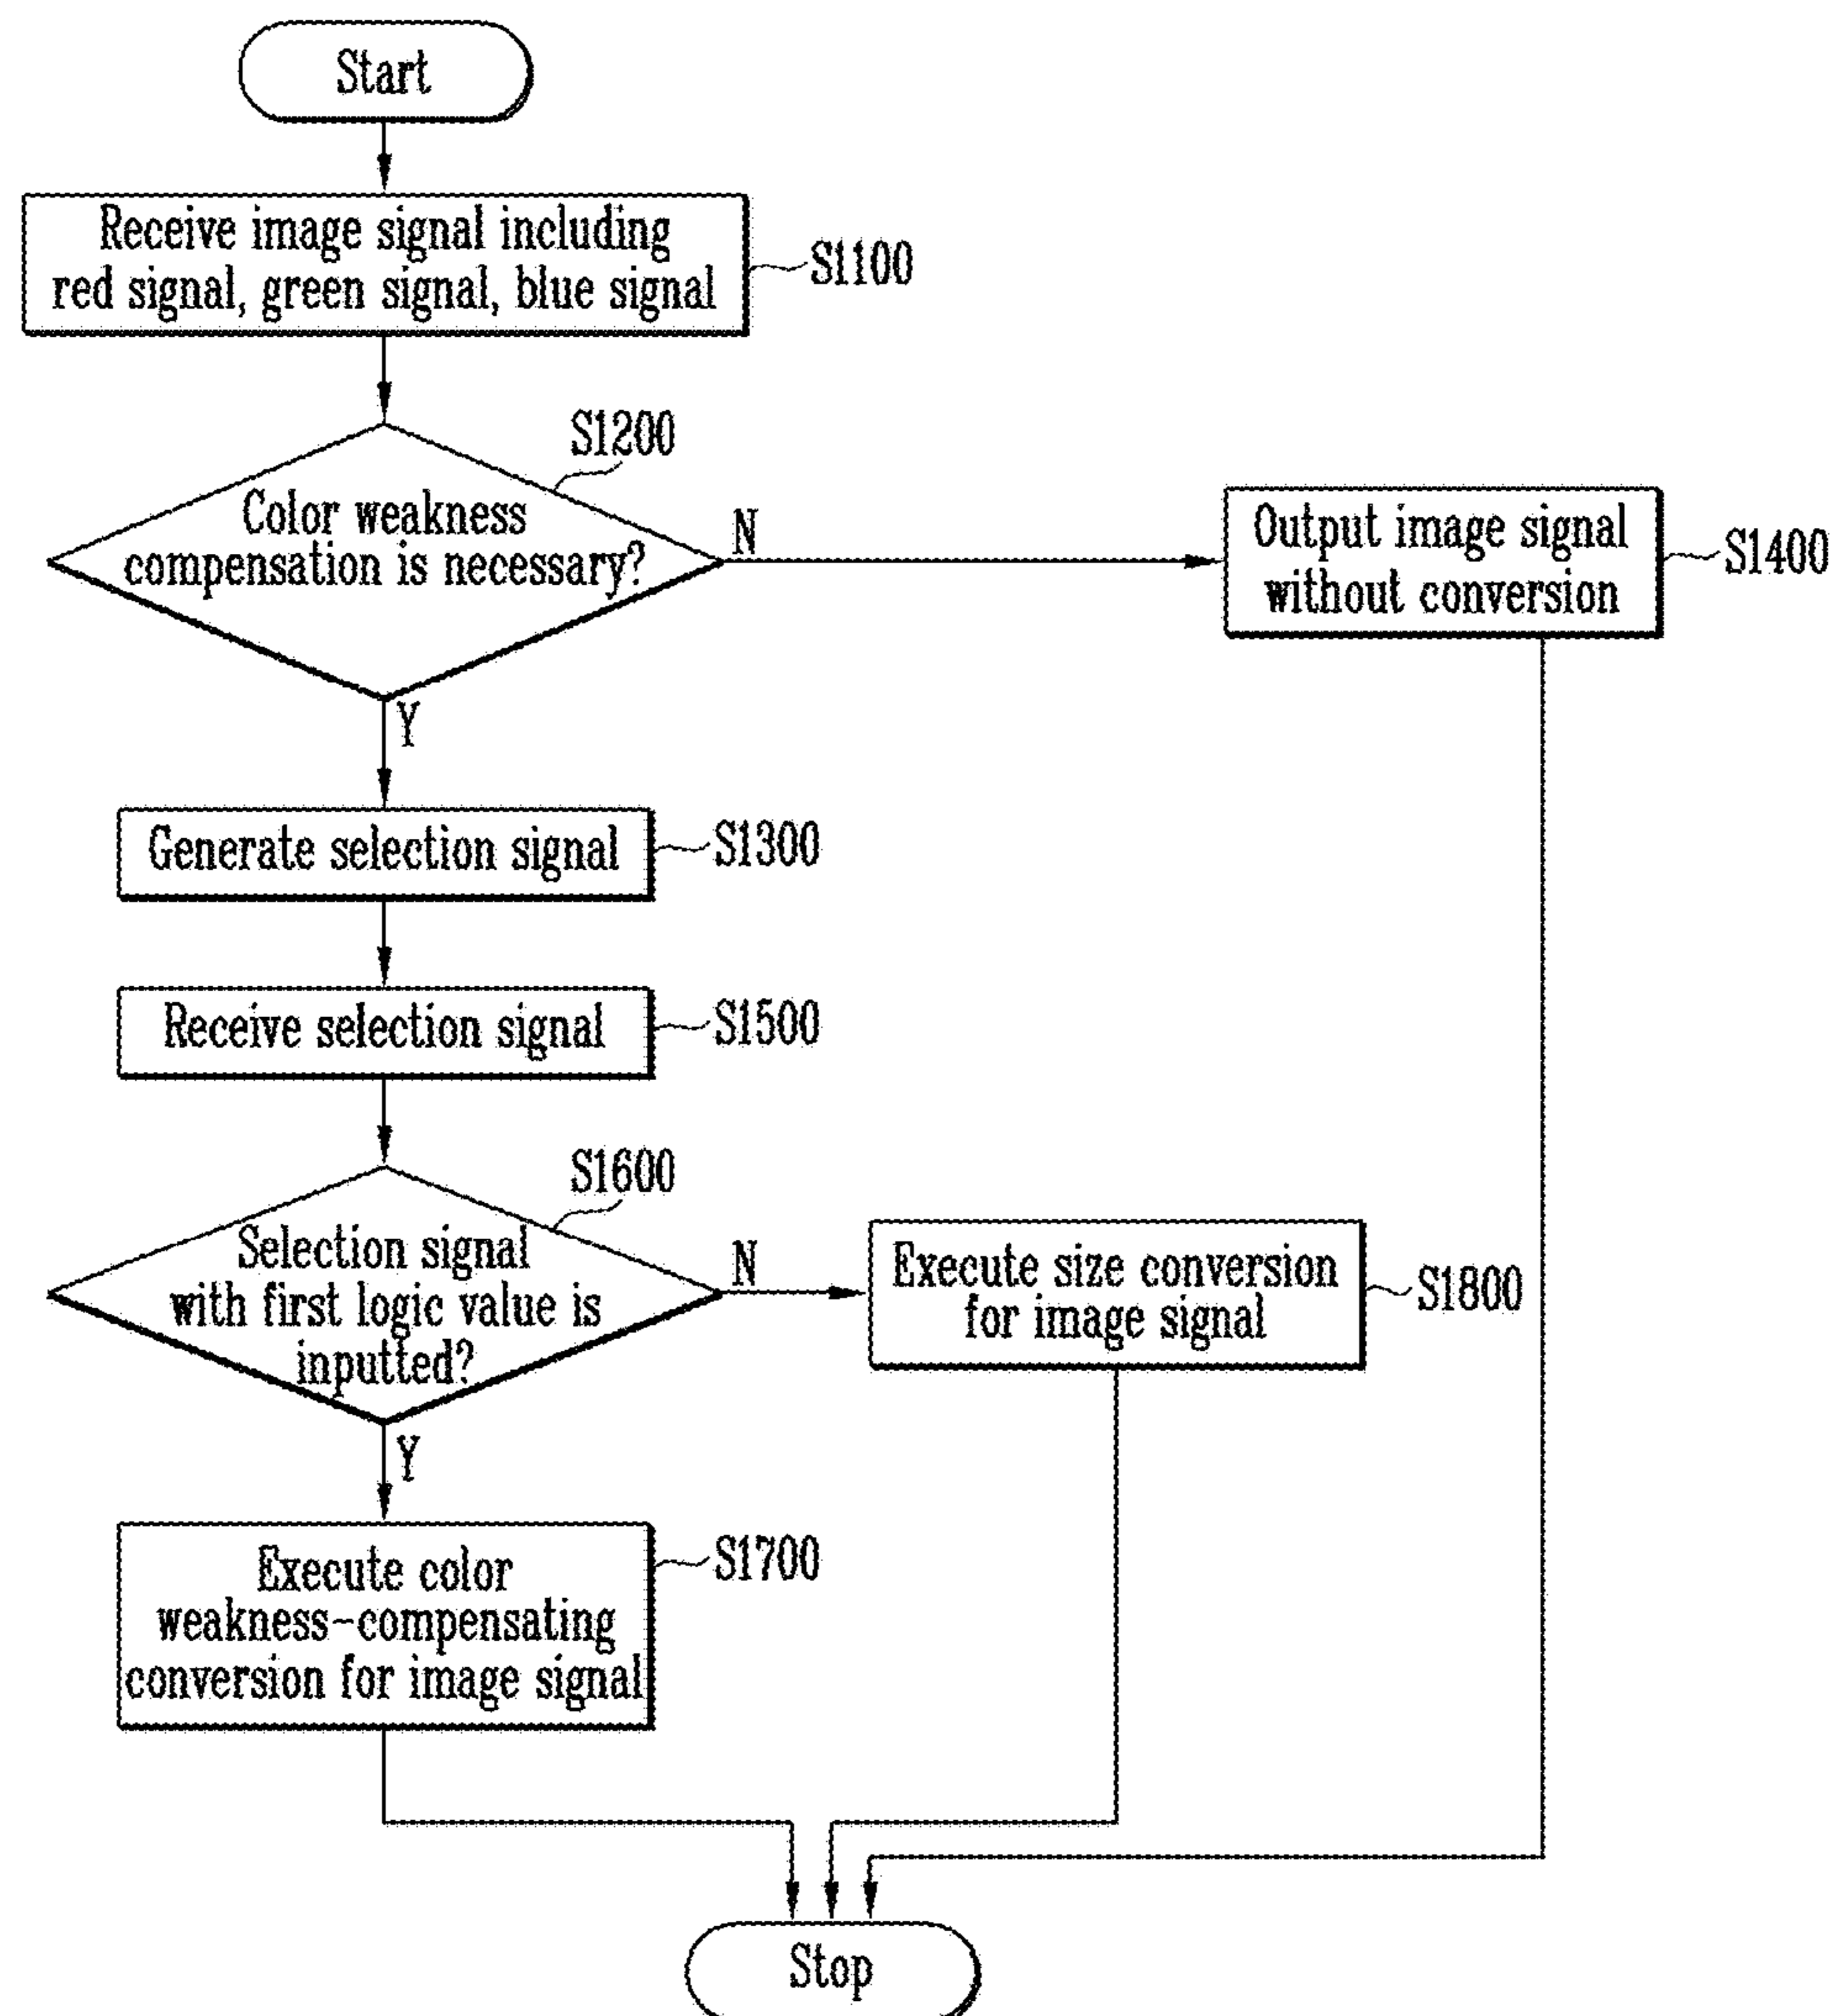 Start
Receive image signal including
red signal, green signal, blue signal
S1100
S1200
Color weakness
compensation is necessary?
N
Output image signal
without conversion
S1400
Y
Generate selection signal
S1300
Receive selection signal
S1500
S1600
Selection signal
with first logic value is
inputted?
N
Execute size conversion
for image signal
S1800
Y
Execute color
weakness-compensating
conversion for image signal
S1700
Stop